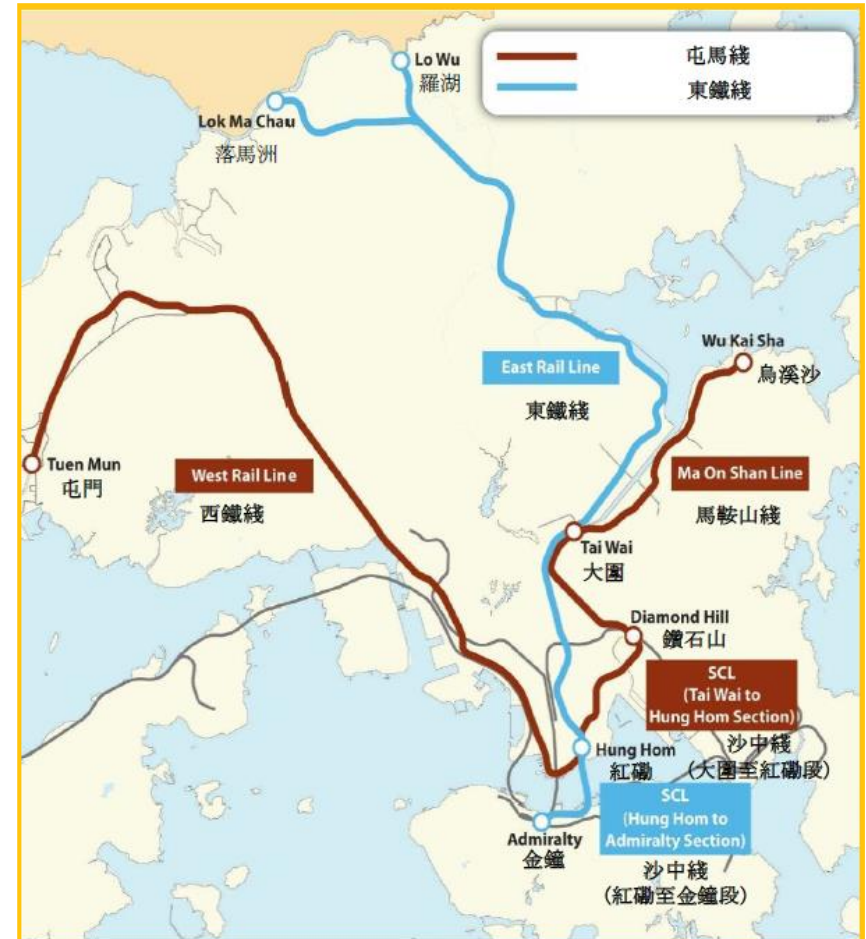 屯馬綫
東鐵綫
Lo Wu
羅湖
Lok Ma Chau
落馬洲
Wu Kai Sha
烏溪沙
East Rail Line
東鐵綫
Tuen Mun
屯門
West Rail Line
西鐵綫
Ma On Shan Line
馬鞍山綫
Tai Wai
大圍
Diamond Hill
鑽石山
SCL
(Tai Wai to
Hung Hom Section)
沙中綫
(大圍至紅磡段)
Hung Hom
紅磡
SCL
(Hung Hom to
Admiralty Section)
沙中綫
(紅磡至金鐘段)
Admiralty
金鐘